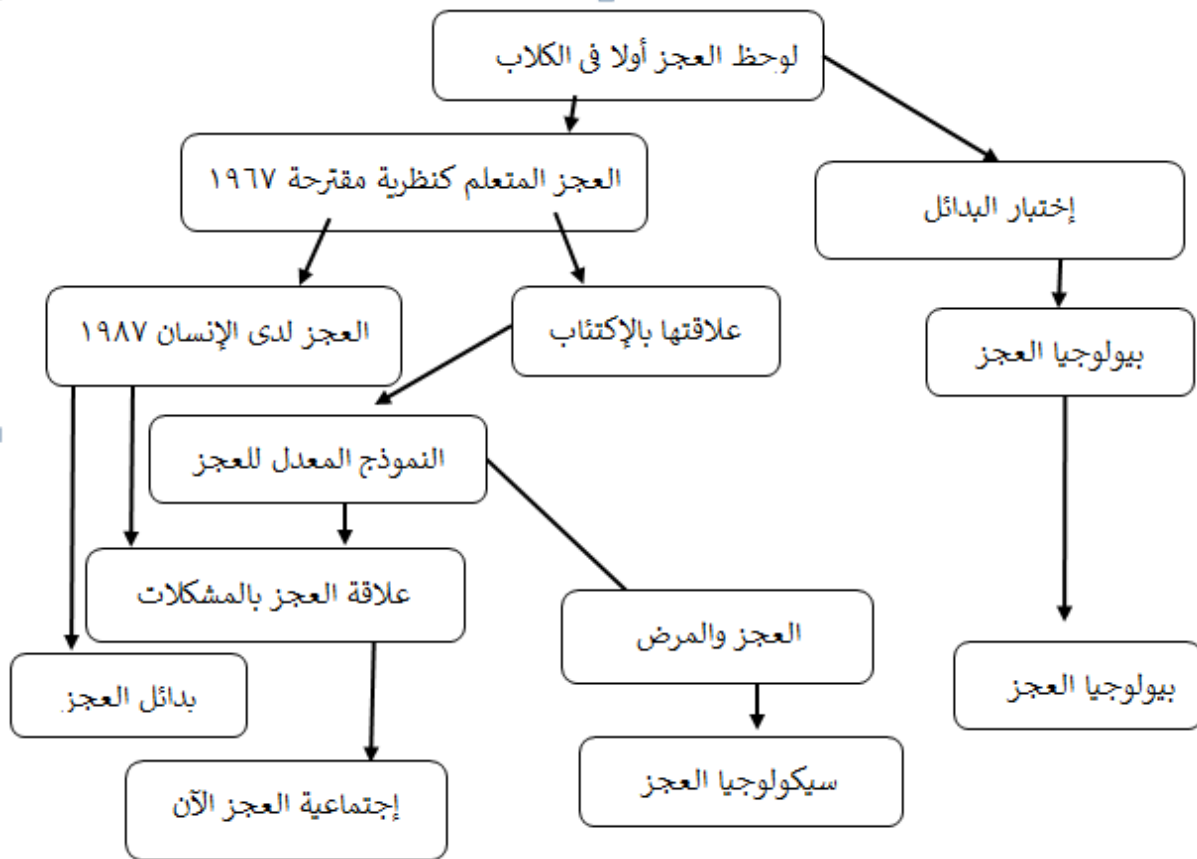 لوحظ العجز أولا فى الكلاب
العجز المتعلم كنظرية مقترحة ١٩٦٧
إختبار البدائل
العجز لدى الإنسان ١٩٨٧
علاقتها بالإكتئاب
بيولوجيا العجز
النموذج المعدل للعجز
علاقة العجز بالمشكلات
العجز والمرض
بيولوجيا العجز
بدائل العجز
سيكولوجيا العجز
إجتماعية العجز الآن